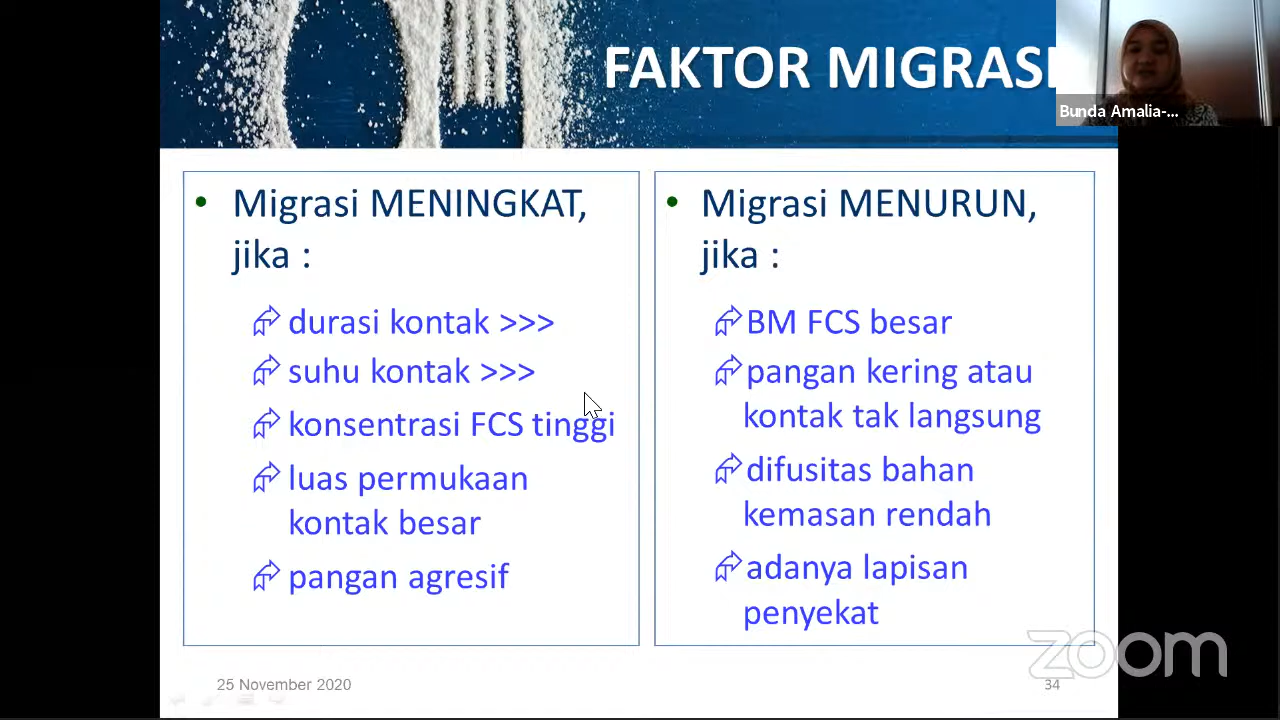 FAKTOR MIGRASI
Bunda Amalia-...
• Migrasi MENINGKAT,
jika :
durasi kontak >>>
suhu kontak >>>
konsentrasi FCS tinggi
luas permukaan
kontak besar
pangan agresif
• Migrasi MENURUN,
jika :
BM FCS besar
pangan kering atau
kontak tak langsung
difusitas bahan
kemasan rendah
adanya lapisan
penyekat
zoom
25 November 2020
34